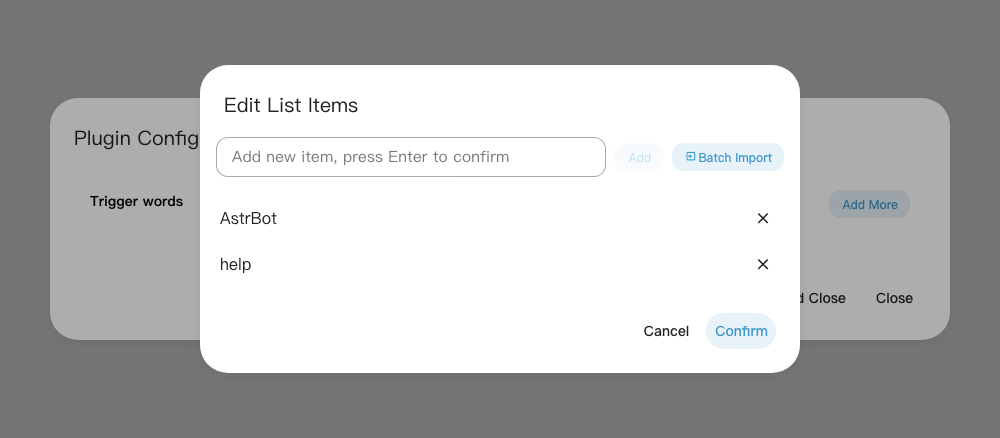 Edit List Items
Plugin Config
Add new item, press Enter to confirm
Add
Batch Import
Trigger words
Add More
AstrBot
help
Close
Close
Cancel
Confirm